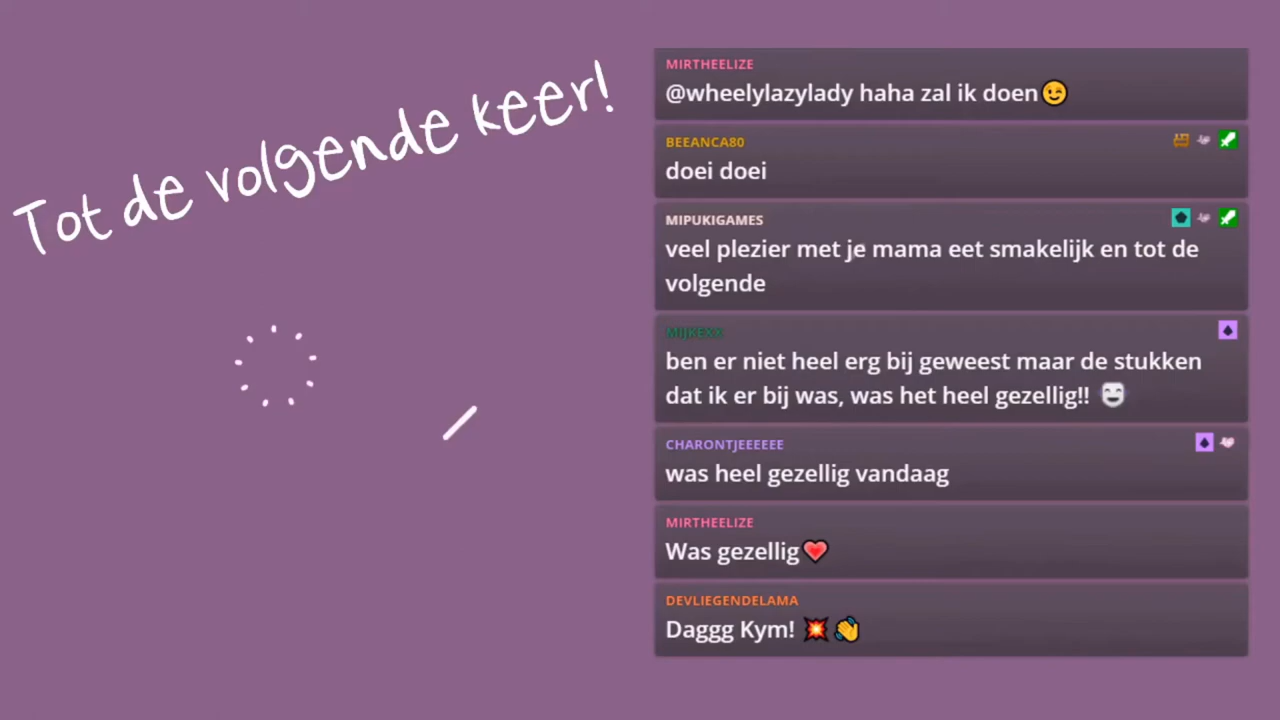 Tot de volgende keer!
MIRTHEELIZE
@wheelylazylady haha zal ik doen😉
BEEANCA80
doei doei
MIPUKIGAMES
veel plezier met je mama eet smakelijk en tot de
volgende
MIJKEXX
ben er niet heel erg bij geweest maar de stukken
dat ik er bij was, was het heel gezellig!!
CHARONTJEEEEEE
was heel gezellig vandaag
MIRTHEELIZE
Was gezellig❤️
DEVLIEGENDELAMA
Daggg Kym! 💥👋